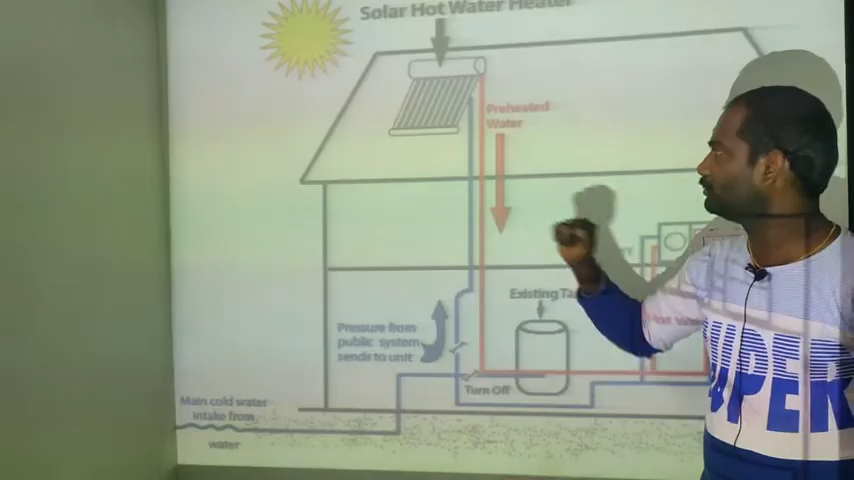 Solar Hot Water Heater
Preheated
Water
Existing
Pressure from
public system
sends to unit
Hot
Turn Off
Main cold water
intake from
water
UPER